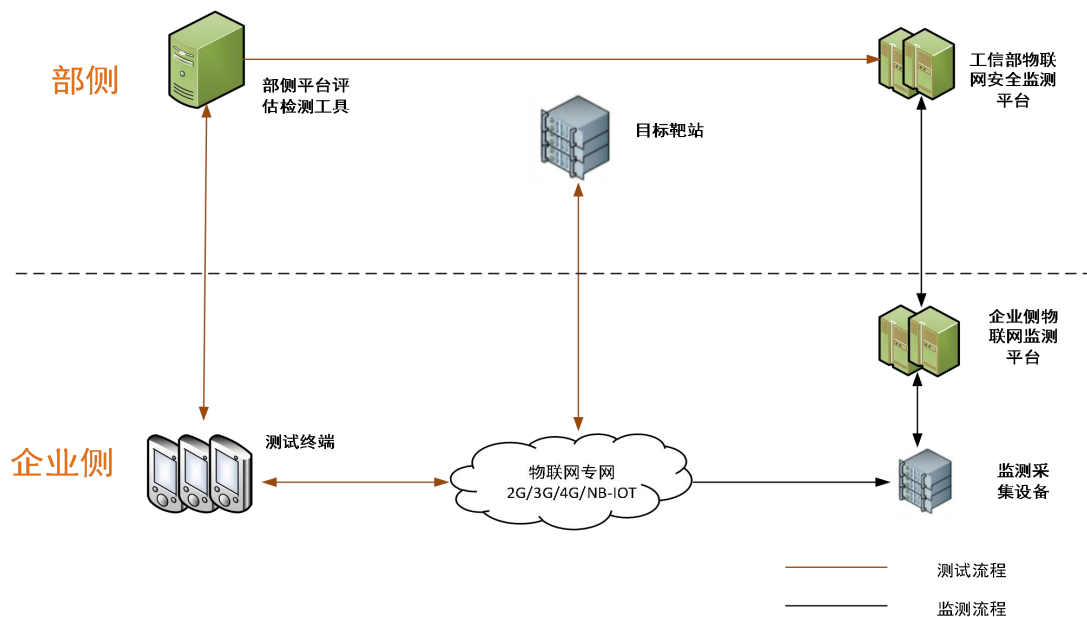 部侧
部侧平台评
估检测工具
目标靶站
工信部物联
网安全监测
平台
企业侧物
联网监测
平台
企业侧
测试终端
物联网专网
2G/3G/4G/NB-IOT
监测采
集设备
测试流程
监测流程